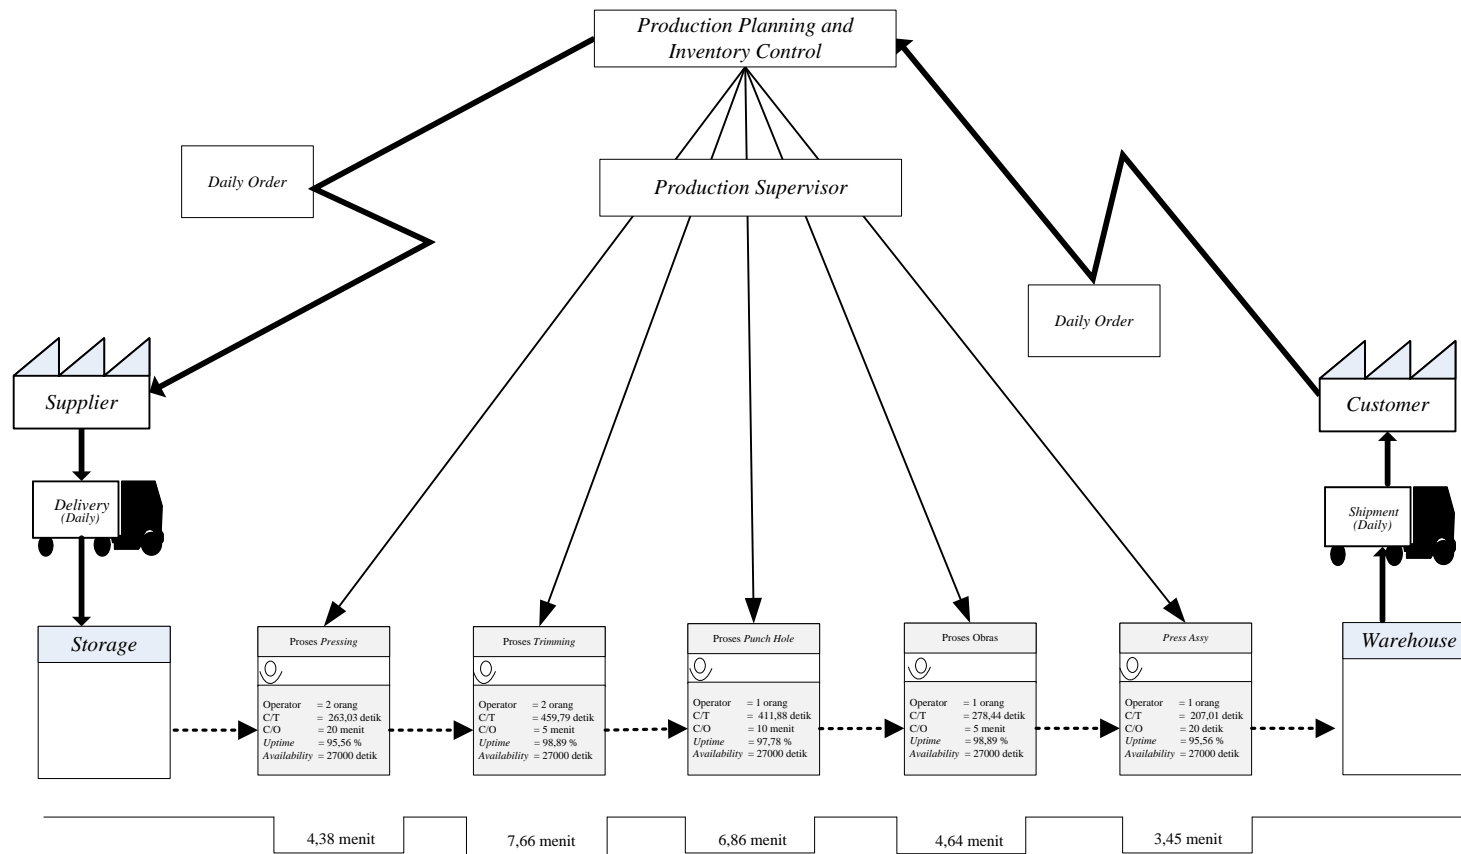 Production Planning and
Inventory Control
Daily Order
Production Supervisor
Daily Order
Supplier
Customer
Delivery
(Daily)
Shipment
(Daily)
Storage
Proses Pressing
Operator = 2 orang
C/T = 263,03 detik
C/O = 20 menit
Uptime = 95,56 %
Availability = 27000 detik
Proses Trimming
Operator = 2 orang
C/T = 459,79 detik
C/O = 5 menit
Uptime = 98,89 %
Availability = 27000 detik
Proses Punch Hole
Operator = 1 orang
C/T = 411,88 detik
C/O = 10 menit
Uptime = 97,78 %
Availability = 27000 detik
Proses Obras
Operator = 1 orang
C/T = 278,44 detik
C/O = 5 menit
Uptime = 98,89 %
Availability = 27000 detik
Press Assy
Operator = 1 orang
C/T = 207,01 detik
C/O = 20 detik
Uptime = 95,56 %
Availability = 27000 detik
Warehouse
4,38 menit
7,66 menit
6,86 menit
4,64 menit
3,45 menit